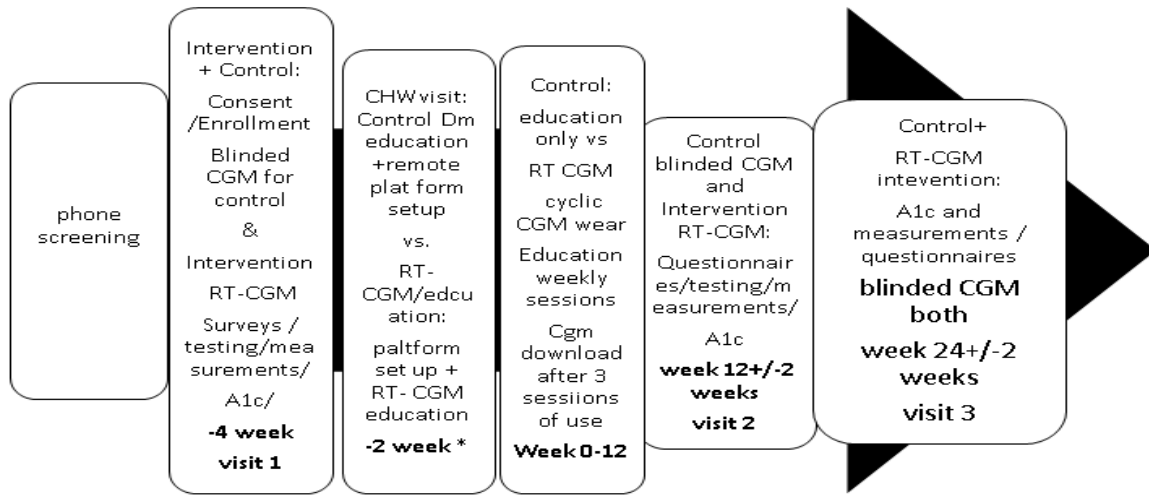 phone
screening
Intervention
+ Control:
Consent
/Enrollment
Blinded
CGM for
control
&
Intervention
RT-CGM
Surveys /
testing/mea
surements/
A1c/
-4 week
visit 1
CHW visit:
Control Dm
education
+remote
plat form
setup
vs.
RT-
CGM/edcu
ation:
paltform
set up +
RT- CGM
education
-2 week *
Control:
education
only vs
RT CGM
cyclic
CGM wear
Education
weekly
sessions
Cgm
download
after 3
sessiions
of use
Week 0-12
Control
blinded CGM
and
Intervention
RT-CGM:
Questionnair
es/testing/m
easurements/
A1c
week 12+/-2
weeks
visit 2
Control+
RT-CGM
intevention:
A1c and
measurements /
questionnaires
blinded CGM
both
week 24+/-2
weeks
visit 3